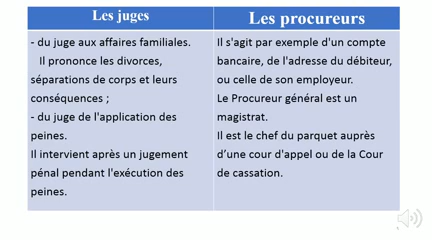 Les juges
- du juge aux affaires familiales.
Il prononce les divorces,
séparations de corps et leurs
conséquences ;
- du juge de l'application des
peines.
Il intervient après un jugement
pénal pendant l'exécution des
peines.
Les procureurs
Il s'agit par exemple d'un compte
bancaire, de l'adresse du débiteur,
ou celle de son employeur.
Le Procureur général est un
magistrat.
Il est le chef du parquet auprès
d’une cour d'appel ou de la Cour
de cassation.